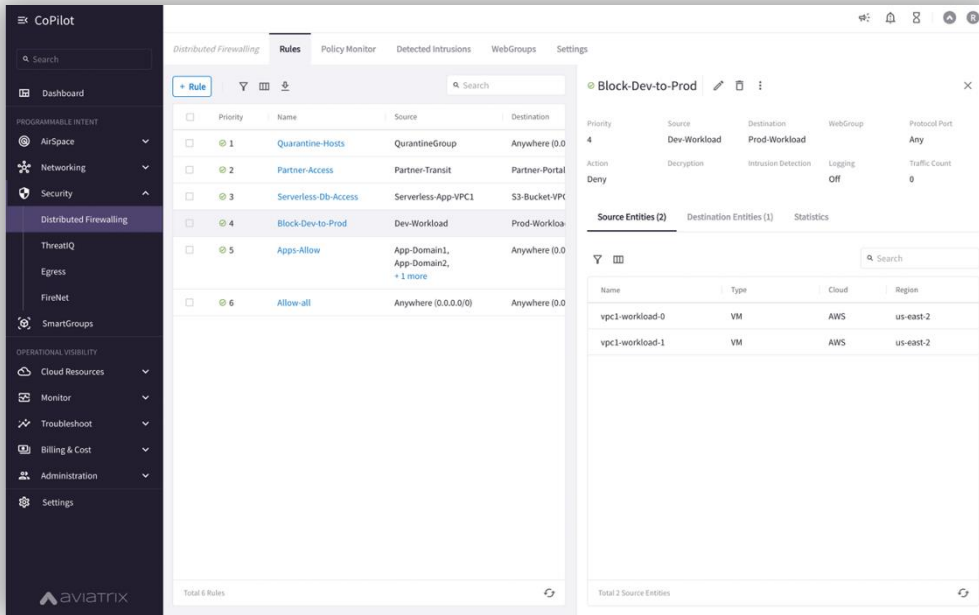 CoPilot
Search
Dashboard
PROGRAMMABLE INTENT
AirSpace
Networking
Security
Distributed Firewalling
ThreatIQ
Egress
FireNet
SmartGroups
OPERATIONAL VISIBILITY
Cloud Resources
Monitor
Troubleshoot
Billing & Cost
Administration
Settings
aviatrix
R
Distributed Firewalling Rules Policy Monitor Detected Intrusions WebGroups Settings
+ Rule Search
Priority Name Source Destination
1 Quarantine-Hosts QurantineGroup Anywhere (0.0
2 Partner-Access Partner-Transit Partner-Portal
3 Serverless-Db-Access Serverless-App-VPC1 S3-Bucket-VPC
4 Block-Dev-to-Prod Dev-Workload Prod-Workloa
5 Apps-Allow App-Domain1, Anywhere (0.0
App-Domain2,
+ 1 more
6 Allow-all Anywhere (0.0.0.0/0) Anywhere (0.0
Total 6 Rules
Block-Dev-to-Prod
Priority Source Destination WebGroup Protocol Port
4 Dev-Workload Prod-Workload Any
Action Decryption Intrusion Detection Logging Traffic Count
Deny Off 0
Source Entities (2) Destination Entities (1) Statistics
Search
Name Type Cloud Region
vpc1-workload-0 VM AWS us-east-2
vpc1-workload-1 VM AWS us-east-2
Total 2 Source Entities